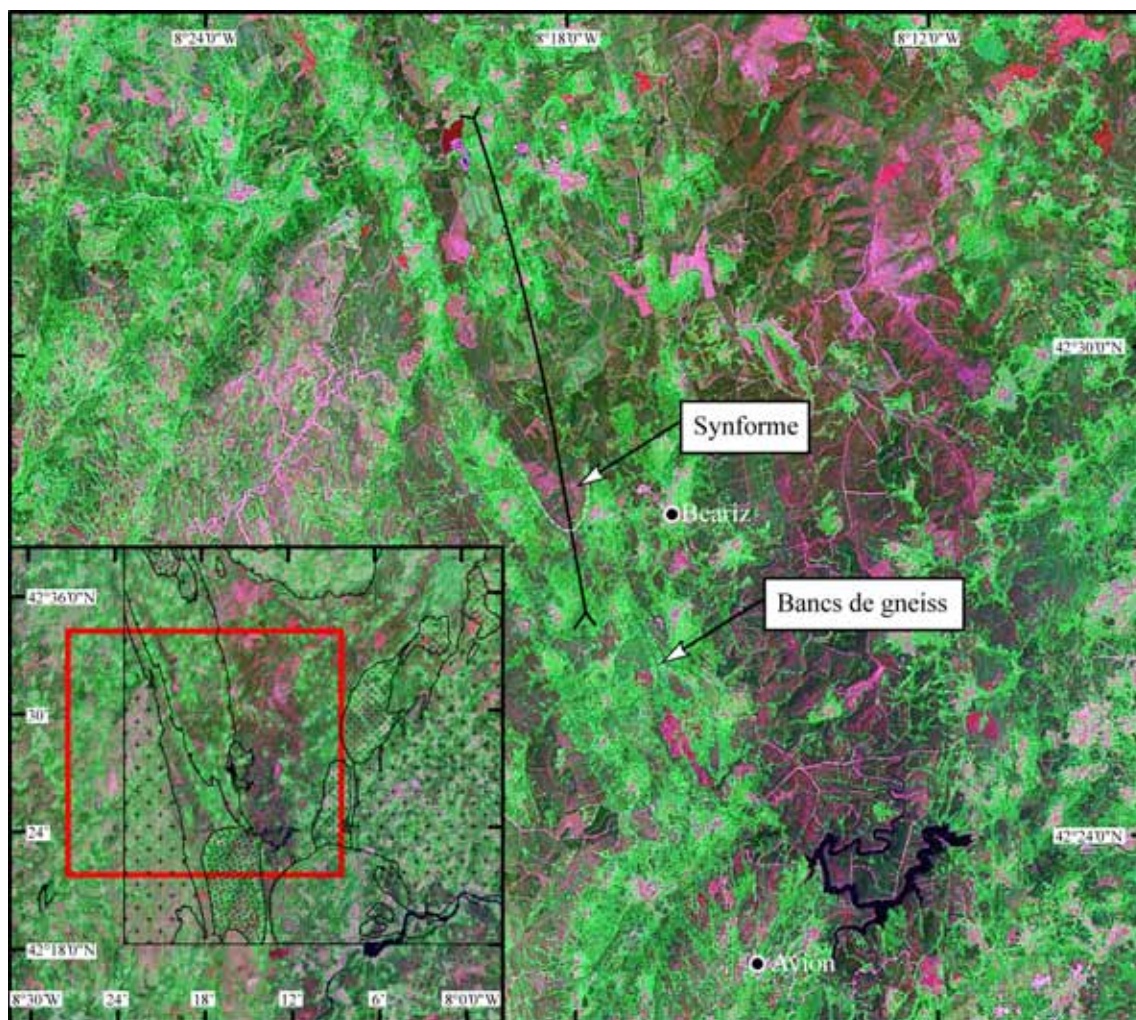 8°24'0"W
8°18'0"W
8°12'0"W
42°30'0"N
Synforme
Beariz
Bancs de gneiss
42°36'0"N
30'
24'
42°18'0"N
8°30'0"W
24'
18'
12'
6'
8°0'0"W
42°24'0"N
Avion